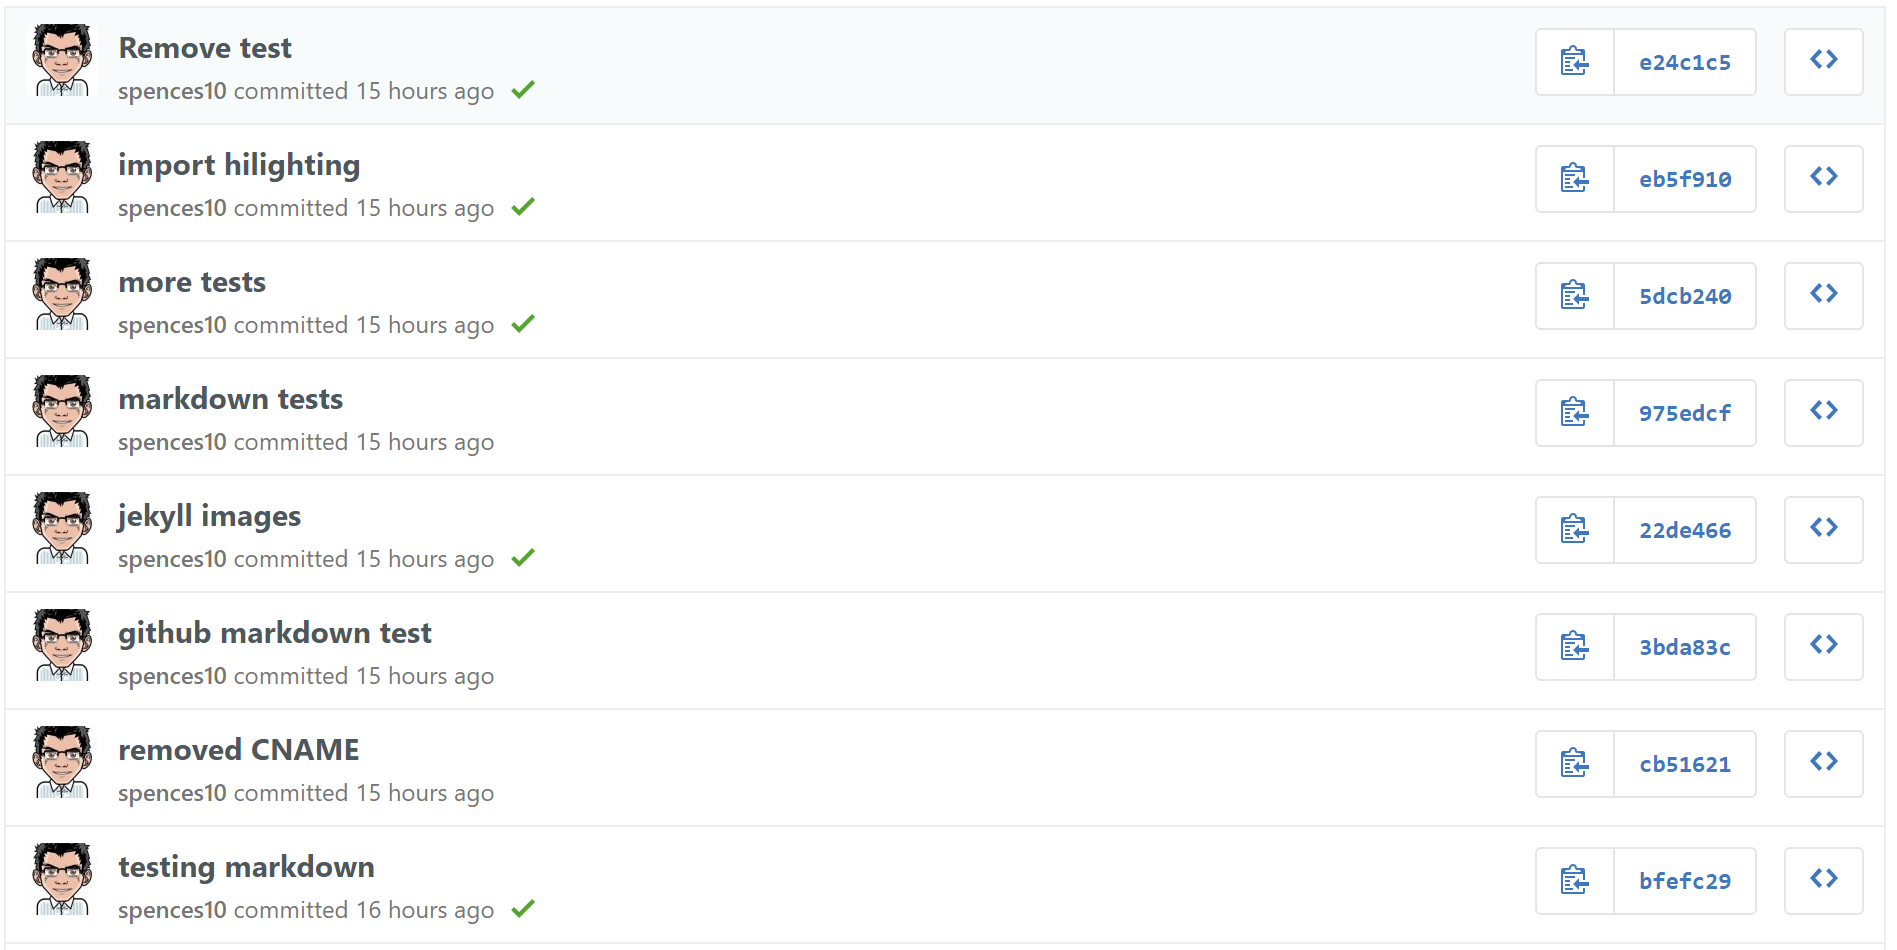 Remove test
spences10 committed 15 hours ago
e24c1c5
import hilighting
spences10 committed 15 hours ago
eb5f910
more tests
spences10 committed 15 hours ago
5dcb240
markdown tests
spences10 committed 15 hours ago
975edcf
jekyll images
spences10 committed 15 hours ago
22de466
github markdown test
spences10 committed 15 hours ago
3bda83c
removed CNAME
spences10 committed 15 hours ago
cb51621
testing markdown
spences10 committed 16 hours ago
bfefc29